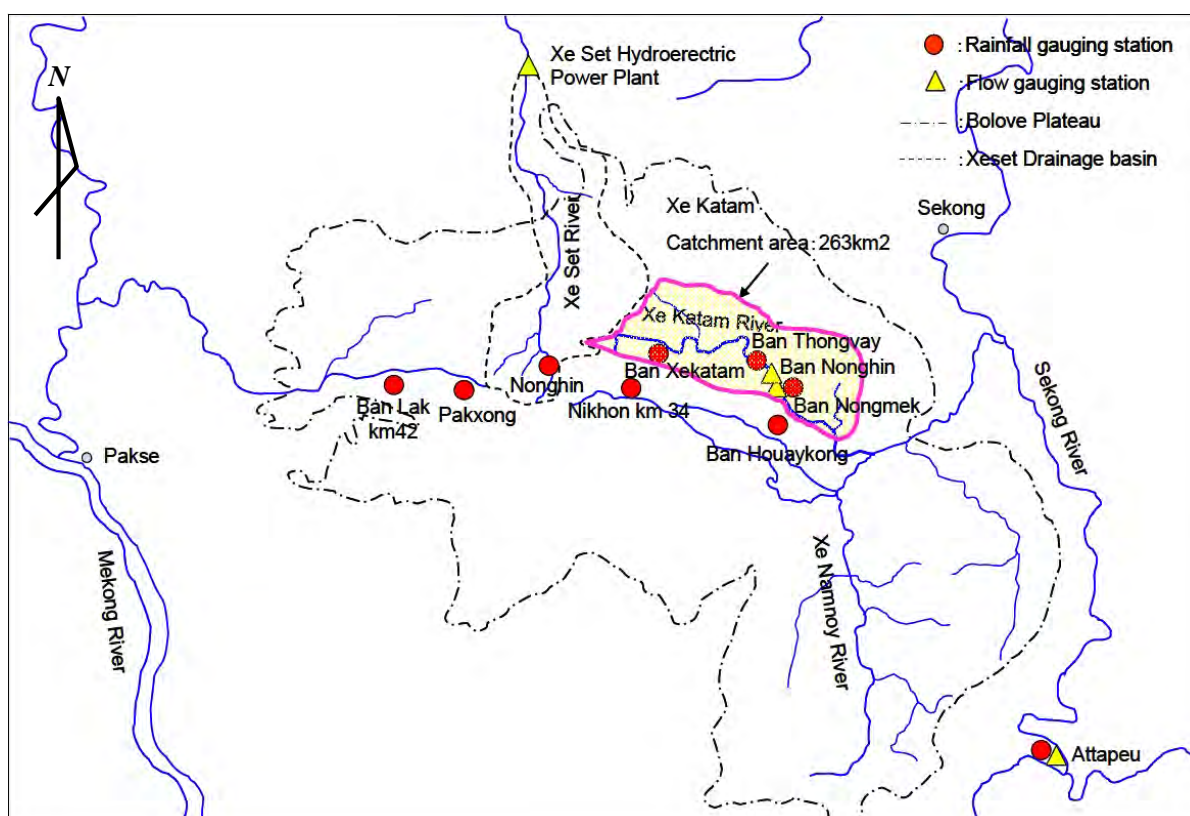 N
Xe Set Hydroerectric
Power Plant
: Rainfall gauging station
: Flow gauging station
: Bolove Plateau
: Xeset Drainage basin
Xe Katam
Catchment area : 263km2
Sekong
Xe Set River
Xe Katam River
Ban Thongvay
Ban Xekatam
Ban Nonghin
Nonghin
Nikhon km 34
Ban Nongmek
Ban Lak
km42
Pakxong
Ban Houaykong
Pakse
Sekong River
Mekong River
Xe Namnoy River
Attapeu